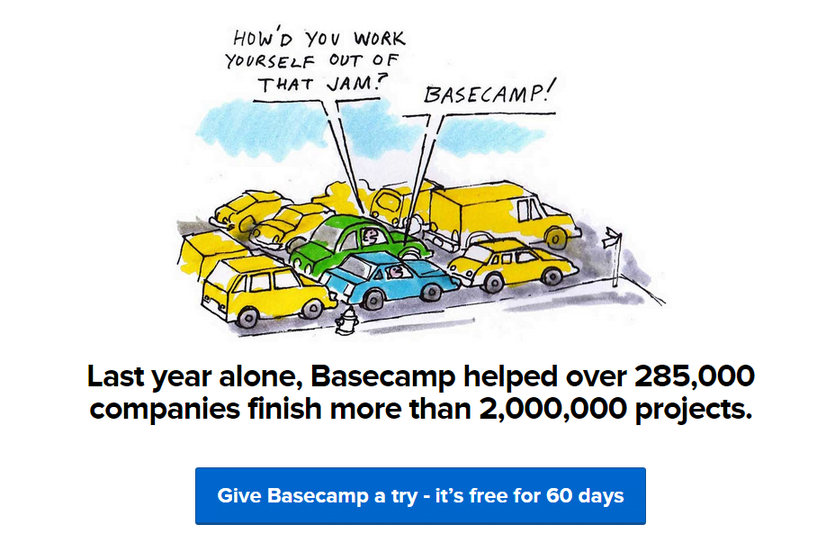 HOW'D YOU WORK
YOURSELF OUT OF
THAT JAM?
BASECAMP!
Last year alone, Basecamp helped over 285,000
companies finish more than 2,000,000 projects.
Give Basecamp a try - it's free for 60 days